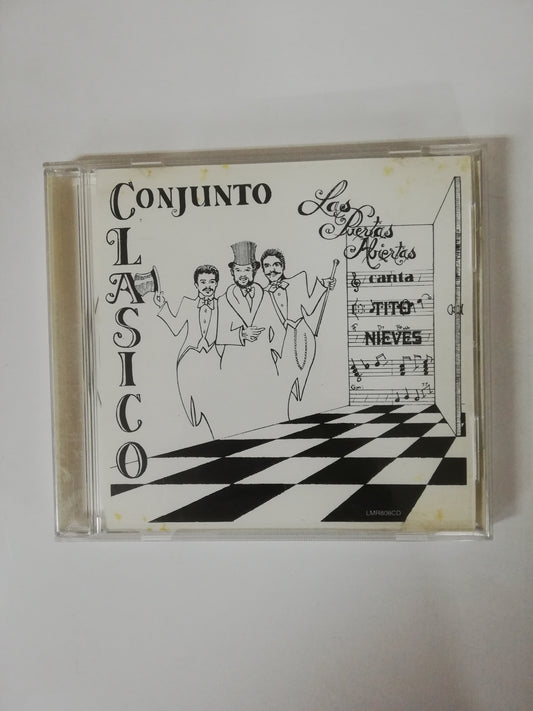 CONJUNTO
CLASICO
Las
Puertas
Abiertas
canta
TITO
NIEVES
LMR808CD